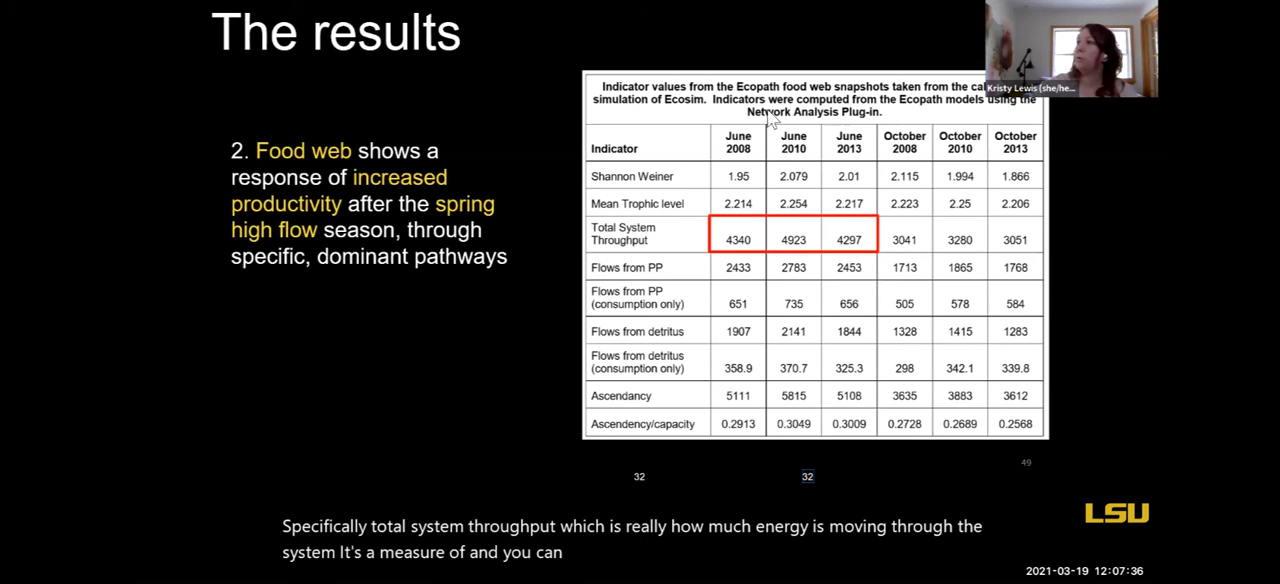 The results
2. Food web shows a
response of increased
productivity after the spring
high flow season, through
specific, dominant pathways
Indicator values from the Ecopath food web snapshots taken from the ca
simulation of Ecosim. Indicators were computed from the Ecopath models using the
Network Analysis Plug-in.
Indicator June 2008 June 2010 June 2013 October 2008 October 2010 October 2013
Shannon Weiner 1.95 2.079 2.01 2.115 1.994 1.866
Mean Trophic level 2.214 2.254 2.217 2.223 2.25 2.206
Total System Throughput 4340 4923 4297 3041 3280 3051
Flows from PP 2433 2783 2453 1713 1865 1768
Flows from PP (consumption only) 651 735 656 505 578 584
Flows from detritus 1907 2141 1844 1328 1415 1283
Flows from detritus (consumption only) 358.9 370.7 325.3 298 342.1 339.8
Ascendancy 5111 5815 5108 3635 3883 3612
Ascendency/capacity 0.2913 0.3049 0.3009 0.2728 0.2689 0.2568
Kristy Lewis (she/he...
49
32 32
LSU
Specifically total system throughput which is really how much energy is moving through the
system It's a measure of and you can
2021-03-19 12:07:36